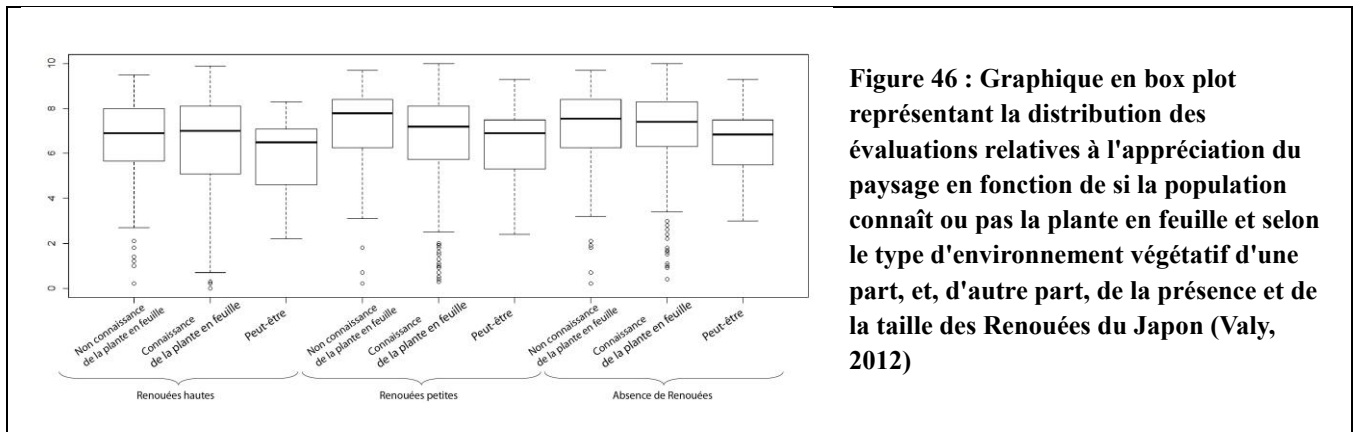 10
8
6
4
2
0
Non connaissance
de la plante en feuille
Connaissance
de la plante en feuille
Peut-être
Non connaissance
de la plante en feuille
Connaissance
de la plante en feuille
Peut-être
Non connaissance
de la plante en feuille
Connaissance
de la plante en feuille
Peut-être
Renouées hautes
Renouées petites
Absence de Renouées
Figure 46 : Graphique en box plot
représentant la distribution des
évaluations relatives à l'appréciation du
paysage en fonction de si la population
connaît ou pas la plante en feuille et selon
le type d'environnement végétatif d'une
part, et, d'autre part, de la présence et de
la taille des Renouées du Japon (Valy,
2012)